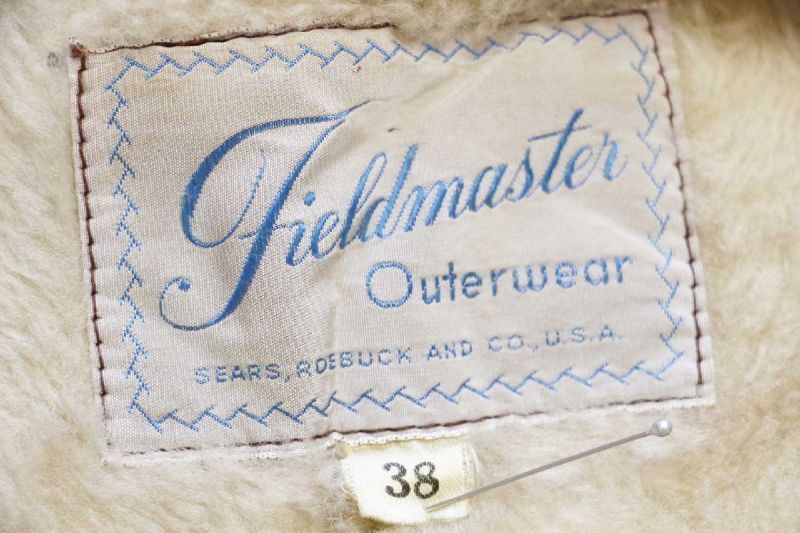 Fieldmaster
Outerwear
SEARS, ROEBUCK AND CO., U.S.A.
38